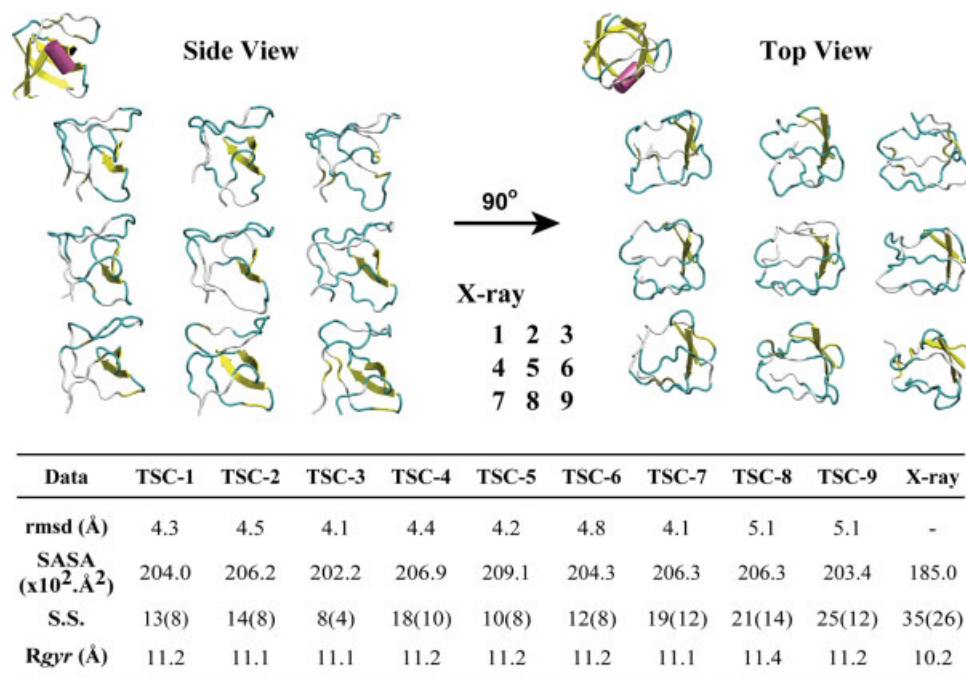 Side View
Top View
90°
X-ray
1 2 3
4 5 6
7 8 9
Data TSC-1 TSC-2 TSC-3 TSC-4 TSC-5 TSC-6 TSC-7 TSC-8 TSC-9 X-ray
rmsd (Å) 4.3 4.5 4.1 4.4 4.2 4.8 4.1 5.1 5.1 -
SASA
(x10².Å²) 204.0 206.2 202.2 206.9 209.1 204.3 206.3 206.3 203.4 185.0
S.S. 13(8) 14(8) 8(4) 18(10) 10(8) 12(8) 19(12) 21(14) 25(12) 35(26)
Rgyr (Å) 11.2 11.1 11.1 11.2 11.2 11.2 11.1 11.4 11.2 10.2